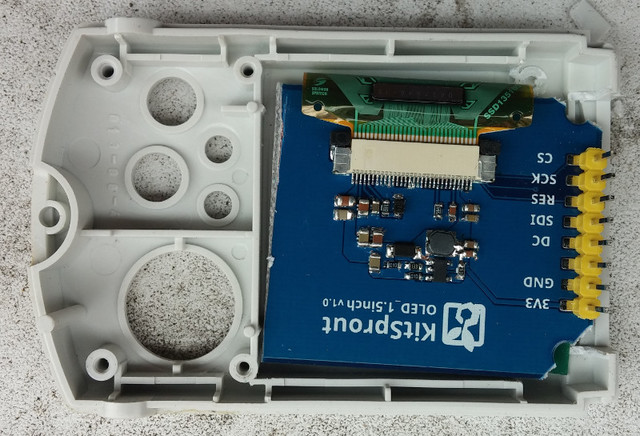 CS
SCK
RES
SDI
DC
GND
3V3
KitSprout
OLED_1.5inch v1.0